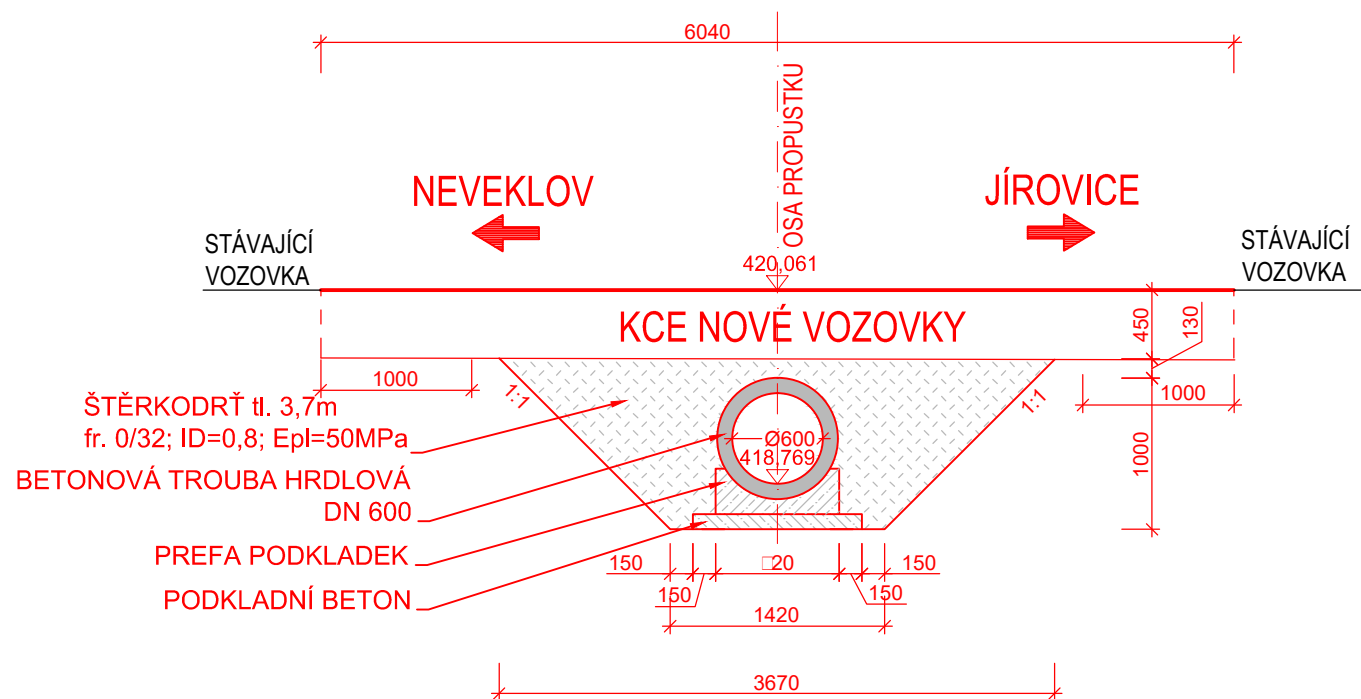 6040
OSA PROPUSTKU
NEVEKLOV
JÍROVICE
STÁVAJÍCÍ
VOZOVKA
STÁVAJÍCÍ
VOZOVKA
420,061
KCE NOVÉ VOZOVKY
450
130
1000
1:1
1:1
1000
1000
ŠTĚRKODRŤ tl. 3,7m
fr. 0/32; ID=0,8; Epl=50MPa
Ø600
418,769
BETONOVÁ TROUBA HRDLOVÁ
DN 600
PREFA PODKLADEK
PODKLADNÍ BETON
150
□20
150
150
150
1420
3670